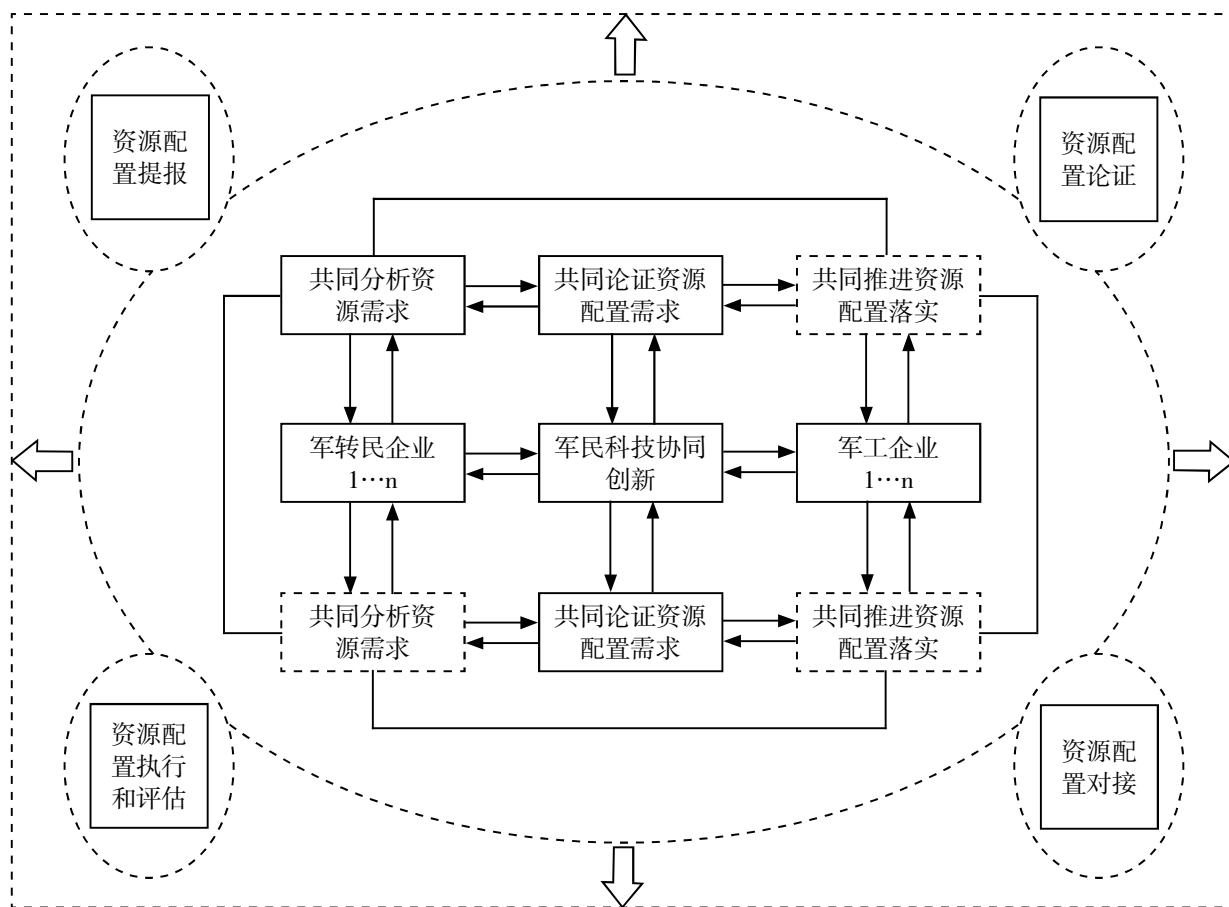 资源配
置提报
资源配
置论证
共同分析资
源需求
共同论证资源
配置需求
共同推进资源
配置落实
军转民企业
1…n
军民科技协同
创新
军工企业
1…n
共同分析资
源需求
共同论证资源
配置需求
共同推进资源
配置落实
资源配
置执行
和评估
资源配
置对接